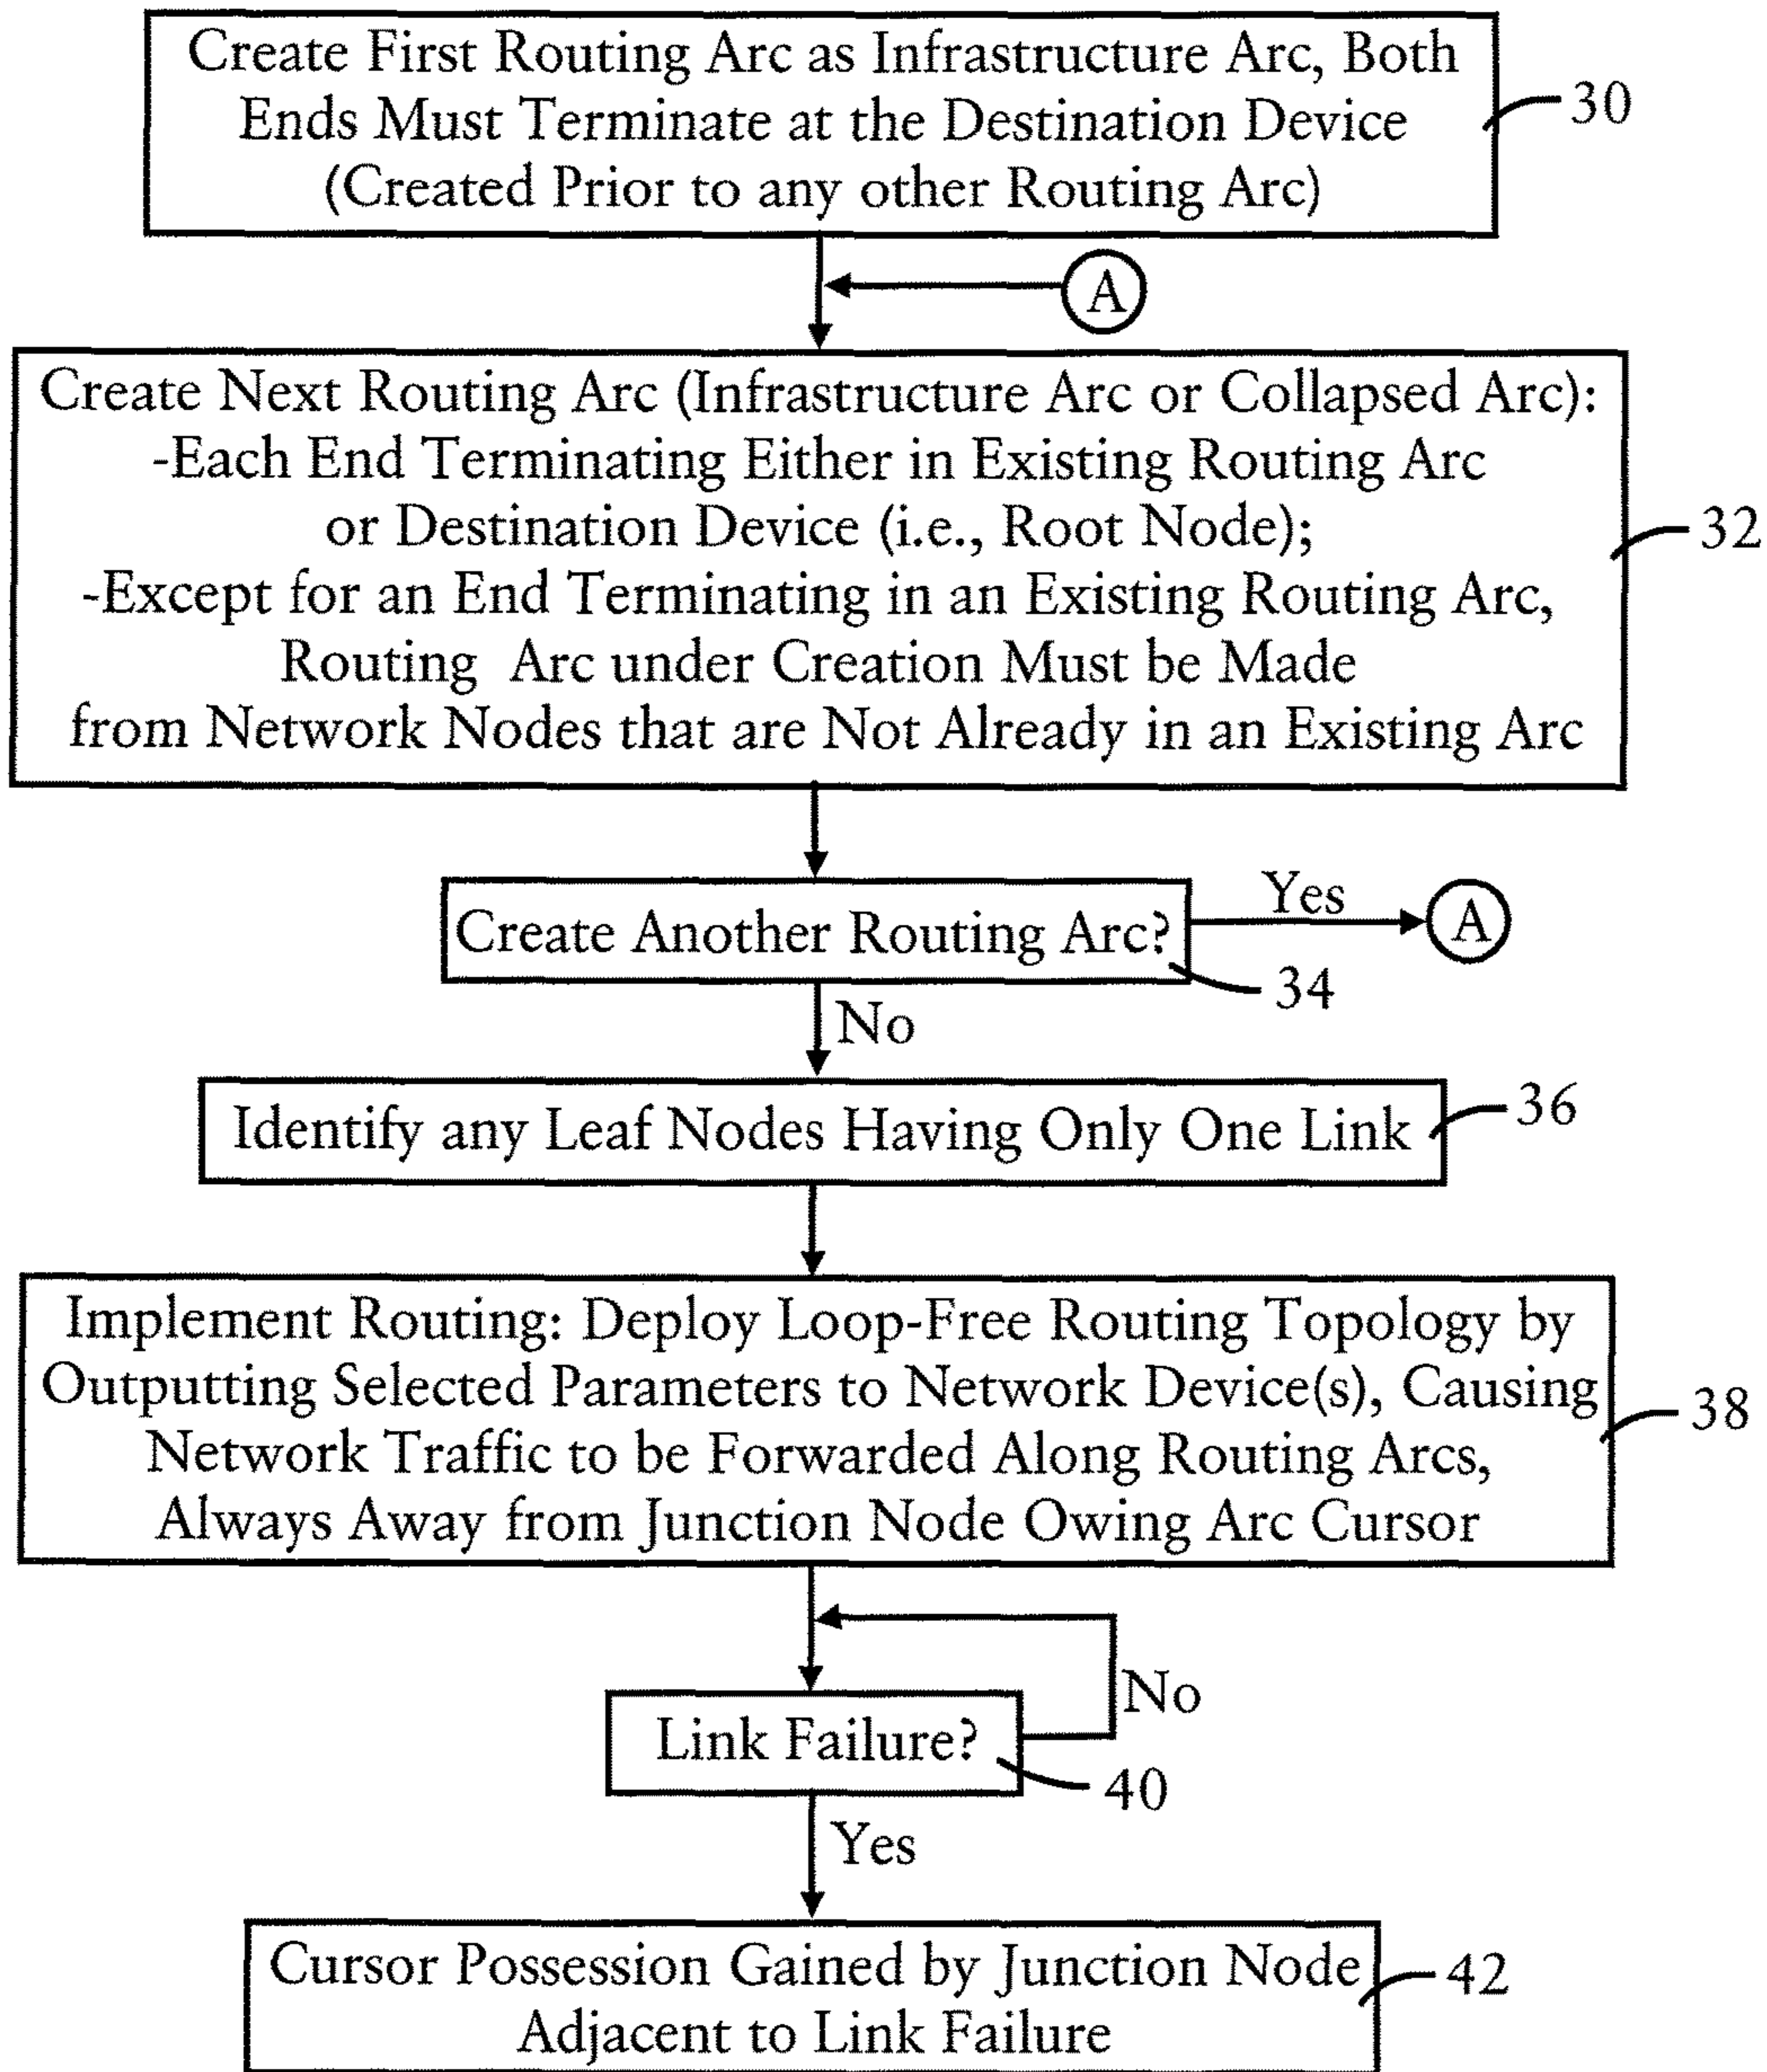 Create First Routing Arc as Infrastructure Arc, Both
Ends Must Terminate at the Destination Device
(Created Prior to any other Routing Arc)
30
A
Create Next Routing Arc (Infrastructure Arc or Collapsed Arc):
-Each End Terminating Either in Existing Routing Arc
or Destination Device (i.e., Root Node);
-Except for an End Terminating in an Existing Routing Arc,
Routing Arc under Creation Must be Made
from Network Nodes that are Not Already in an Existing Arc
32
Create Another Routing Arc?
Yes
A
34
No
Identify any Leaf Nodes Having Only One Link
36
Implement Routing: Deploy Loop-Free Routing Topology by
Outputting Selected Parameters to Network Device(s), Causing
Network Traffic to be Forwarded Along Routing Arcs,
Always Away from Junction Node Owing Arc Cursor
38
No
Link Failure?
40
Yes
Cursor Possession Gained by Junction Node
Adjacent to Link Failure
42